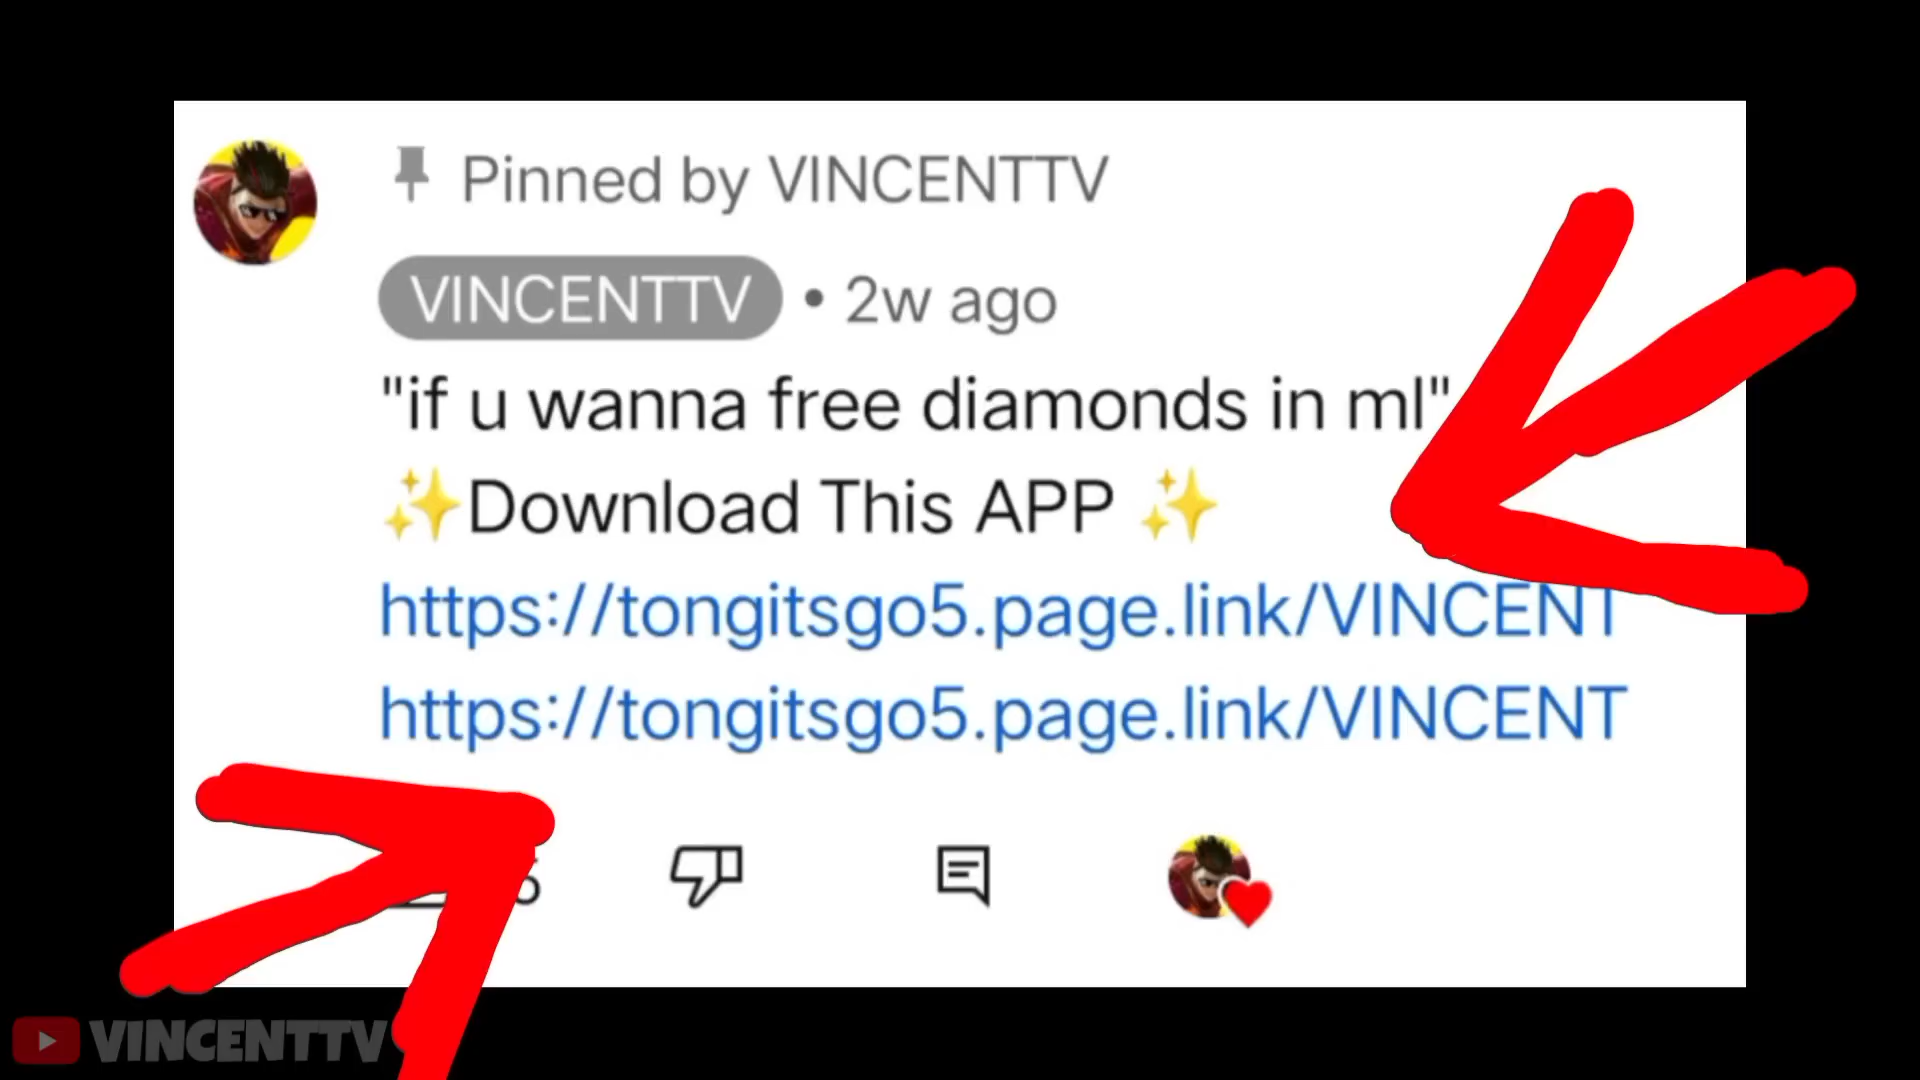 Pinned by VINCENTTV
VINCENTTV • 2w ago
"if u wanna free diamonds in ml"
✨Download This APP ✨
https://tongitsgo5.page.link/VINCENT
https://tongitsgo5.page.link/VINCENT
VINCENTTV